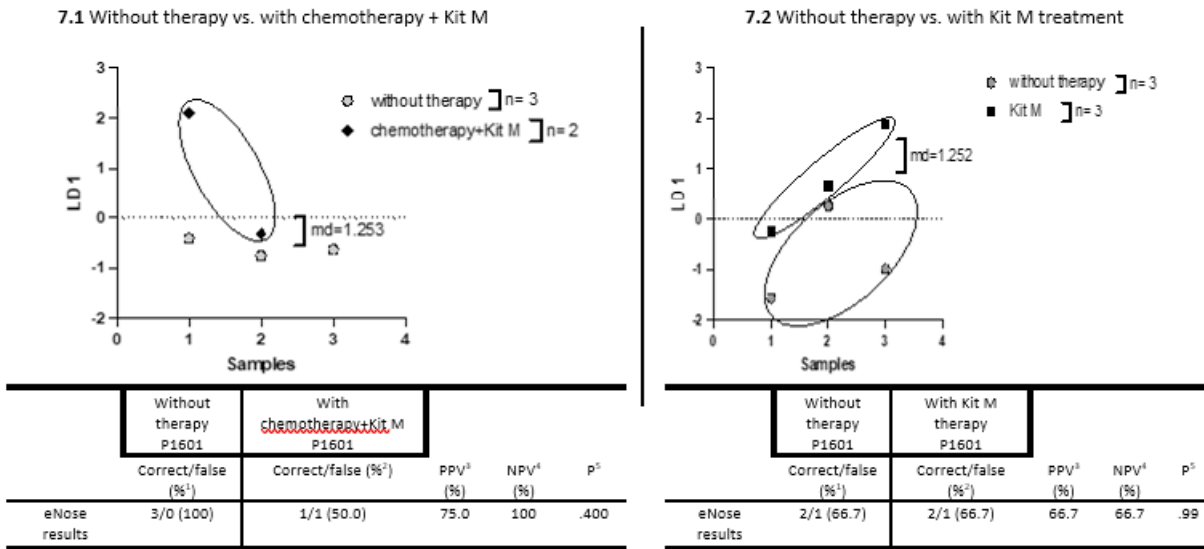 7.1 Without therapy vs. with chemotherapy + Kit M
3
2
1
0
-1
-2
LD 1
0 1 2 3 4
Samples
without therapy n= 3
chemotherapy+Kit M n= 2
md=1.253
Without therapy P1601
With chemotherapy+Kit M P1601
Correct/false (%¹)
Correct/false (%²)
PPV³ (%)
NPV⁴ (%)
P⁵
eNose results
3/0 (100) 1/1 (50.0) 75.0 100 .400
7.2 Without therapy vs. with Kit M treatment
3
2
1
0
-1
-2
LD 1
0 1 2 3 4
Samples
without therapy n= 3
Kit M n= 3
md=1.252
Without therapy P1601
With Kit M therapy P1601
Correct/false (%¹)
Correct/false (%²)
PPV³ (%)
NPV⁴ (%)
P⁵
eNose results
2/1 (66.7) 2/1 (66.7) 66.7 66.7 .99